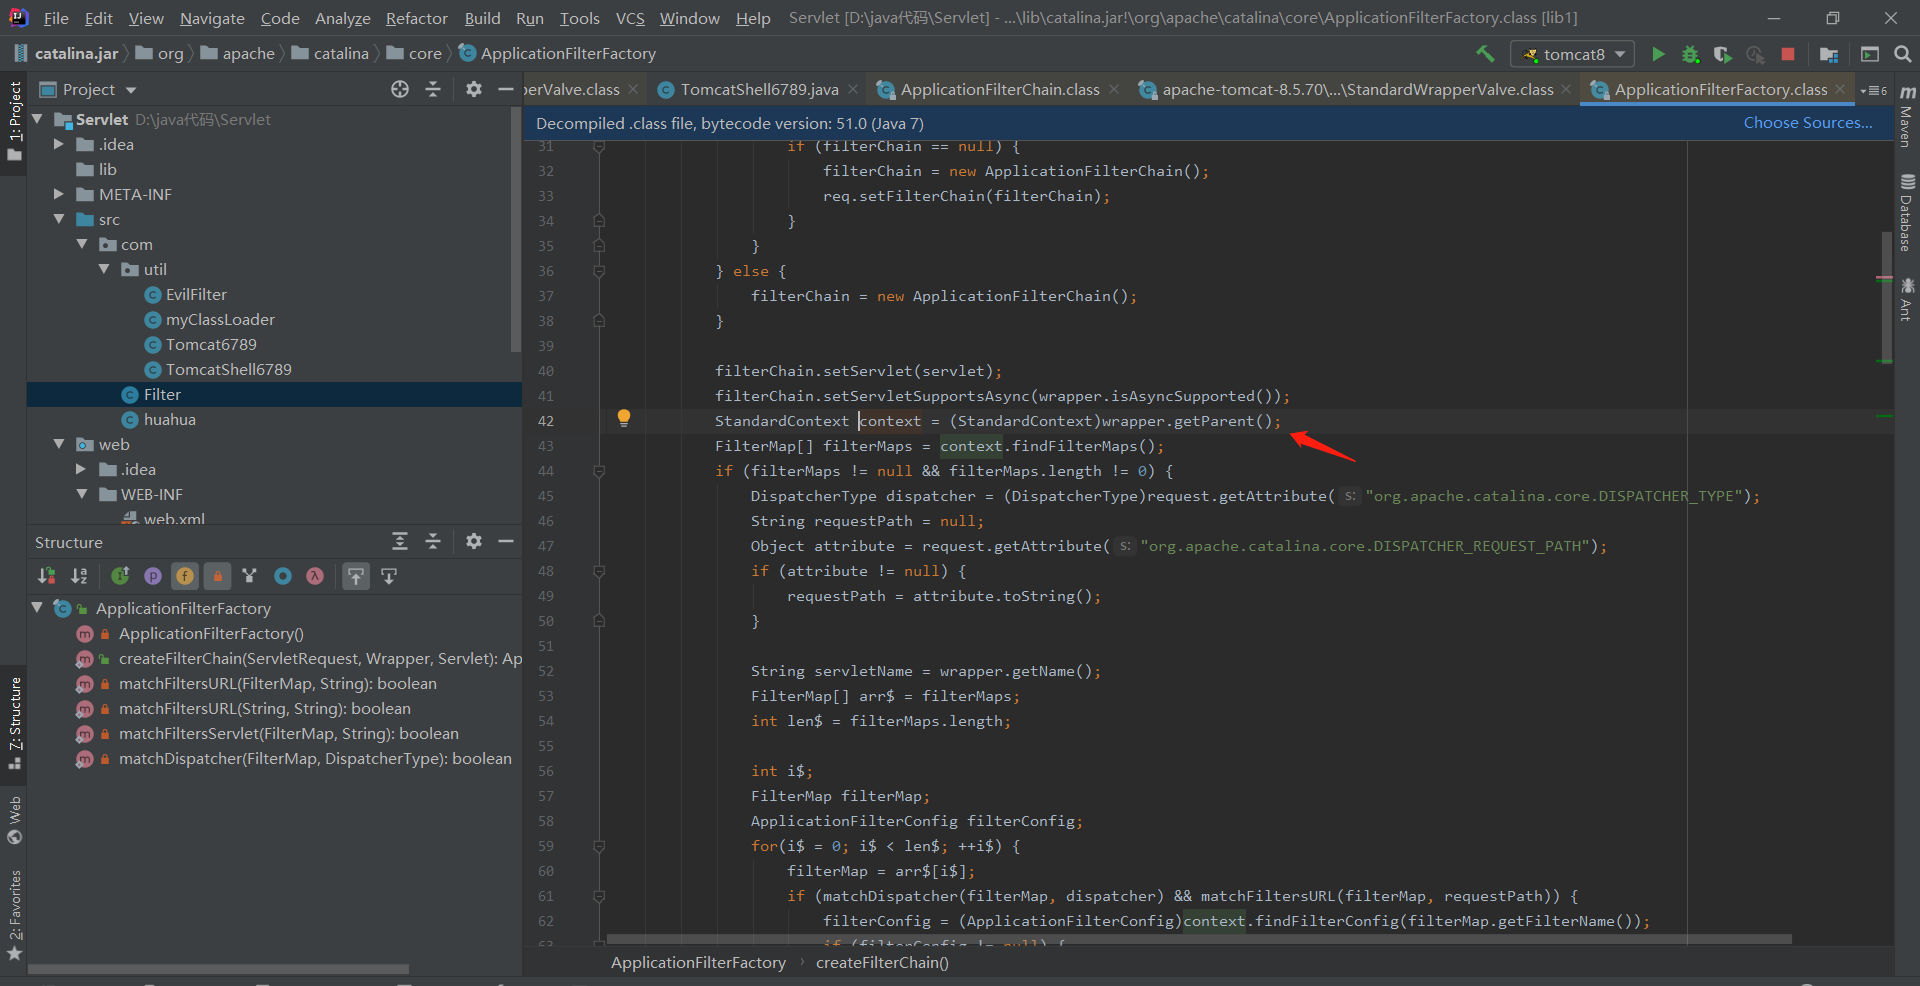 File Edit View Navigate Code Analyze Refactor Build Run Tools VCS Window Help Servlet [D:\java代码\Servlet] - ...\lib\catalina.jar!\org\apache\catalina\core\ApplicationFilterFactory.class [lib1]
catalina.jar org apache catalina core ApplicationFilterFactory tomcat8
Project
perValve.class TomcatShell6789.java ApplicationFilterChain.class apache-tomcat-8.5.70\...\StandardWrapperValve.class ApplicationFilterFactory.class 6
Decompiled .class file, bytecode version: 51.0 (Java 7) Choose Sources...
1: Project
7: Structure
Web
2: Favorites
Servlet D:\java代码\Servlet
.idea
lib
META-INF
src
com
util
EvilFilter
myClassLoader
Tomcat6789
TomcatShell6789
Filter
huahua
web
.idea
WEB-INF
web.xml
Structure
ApplicationFilterFactory
ApplicationFilterFactory()
createFilterChain(ServletRequest, Wrapper, Servlet): Ap
matchFiltersURL(FilterMap, String): boolean
matchFiltersURL(String, String): boolean
matchFiltersServlet(FilterMap, String): boolean
matchDispatcher(FilterMap, DispatcherType): boolean
31 if (filterChain == null) {
32 filterChain = new ApplicationFilterChain();
33 req.setFilterChain(filterChain);
34 }
35 }
36 } else {
37 filterChain = new ApplicationFilterChain();
38 }
39
40 filterChain.setServlet(servlet);
41 filterChain.setServletSupportsAsync(wrapper.isAsyncSupported());
42 StandardContext context = (StandardContext)wrapper.getParent();
43 FilterMap[] filterMaps = context.findFilterMaps();
44 if (filterMaps != null && filterMaps.length != 0) {
45 DispatcherType dispatcher = (DispatcherType)request.getAttribute( s: "org.apache.catalina.core.DISPATCHER_TYPE");
46 String requestPath = null;
47 Object attribute = request.getAttribute( s: "org.apache.catalina.core.DISPATCHER_REQUEST_PATH");
48 if (attribute != null) {
49 requestPath = attribute.toString();
50 }
51
52 String servletName = wrapper.getName();
53 FilterMap[] arr$ = filterMaps;
54 int len$ = filterMaps.length;
55
56 int i$;
57 FilterMap filterMap;
58 ApplicationFilterConfig filterConfig;
59 for(i$ = 0; i$ < len$; ++i$) {
60 filterMap = arr$[i$];
61 if (matchDispatcher(filterMap, dispatcher) && matchFiltersURL(filterMap, requestPath)) {
62 filterConfig = (ApplicationFilterConfig)context.findFilterConfig(filterMap.getFilterName());
63 if (filterConfig != null) {
ApplicationFilterFactory createFilterChain()
Maven
Database
Ant